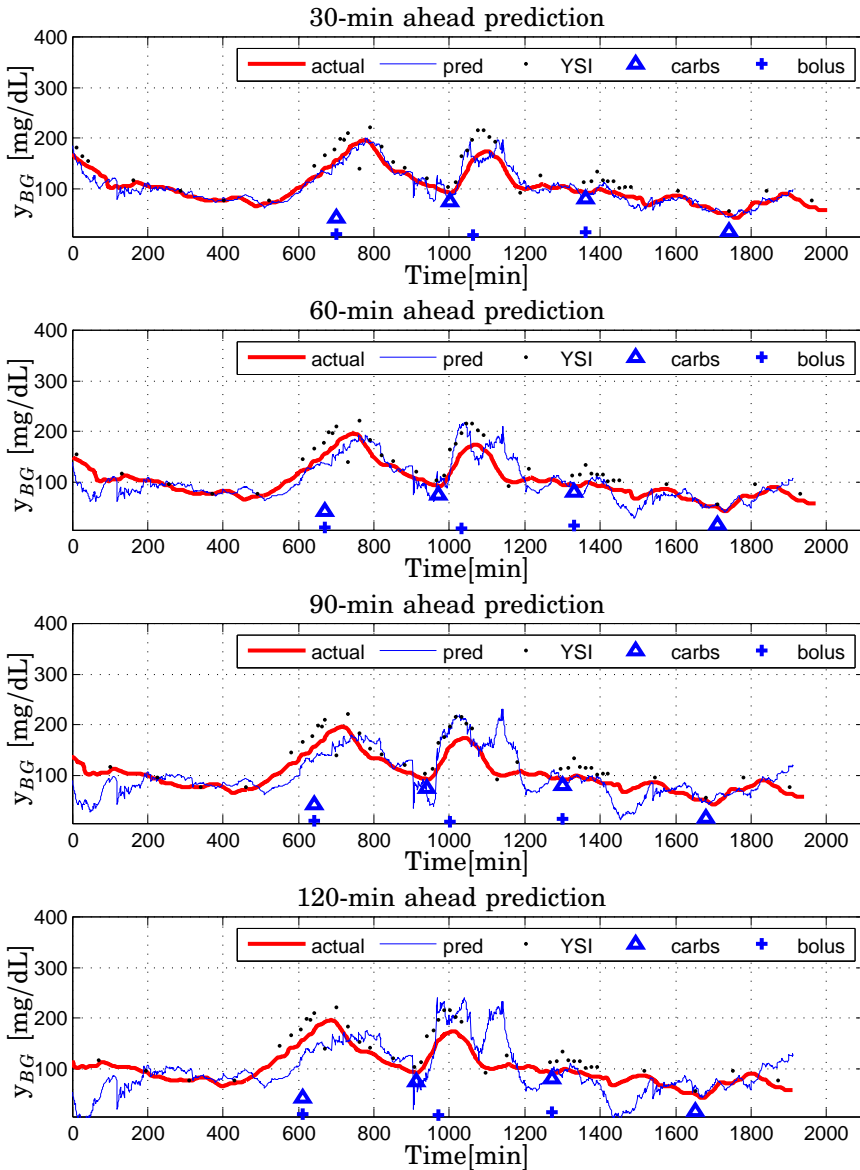 30-min ahead prediction
400
300
200
100
y_BG [mg/dL]
actual pred YSI carbs bolus
0 200 400 600 800 1000 1200 1400 1600 1800 2000
Time[min]
60-min ahead prediction
400
300
200
100
y_BG [mg/dL]
actual pred YSI carbs bolus
0 200 400 600 800 1000 1200 1400 1600 1800 2000
Time[min]
90-min ahead prediction
400
300
200
100
y_BG [mg/dL]
actual pred YSI carbs bolus
0 200 400 600 800 1000 1200 1400 1600 1800 2000
Time[min]
120-min ahead prediction
400
300
200
100
y_BG [mg/dL]
actual pred YSI carbs bolus
0 200 400 600 800 1000 1200 1400 1600 1800 2000
Time[min]